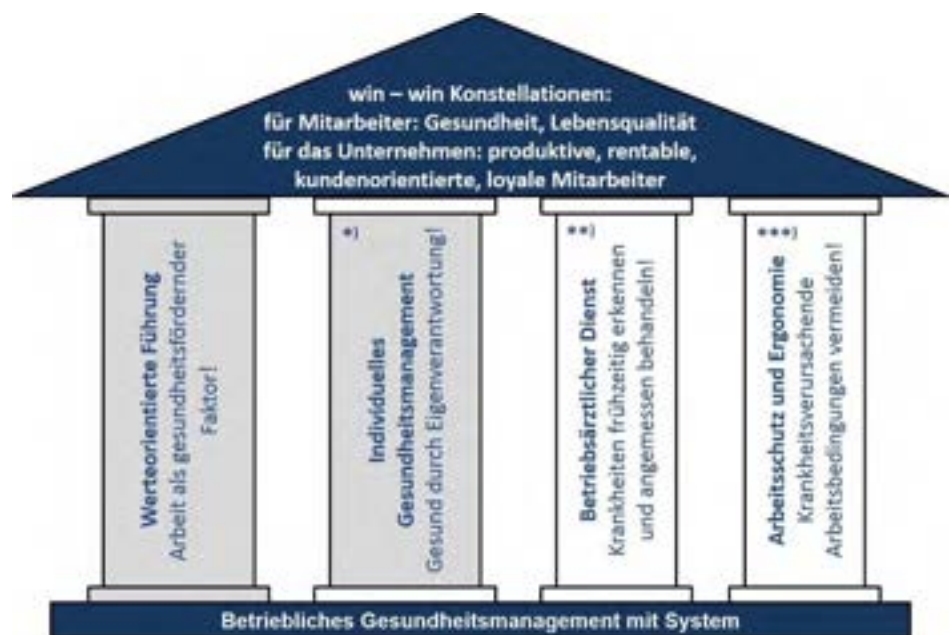 win – win Konstellationen:
für Mitarbeiter: Gesundheit, Lebensqualität
für das Unternehmen: produktive, rentable,
kundenorientierte, loyale Mitarbeiter
Werteorientierte Führung
Arbeit als gesundheitsfördernder
Faktor!
*)
Individuelles
Gesundheitsmanagement
Gesund durch Eigenverantwortung!
**)
Betriebsärztlicher Dienst
Krankheiten frühzeitig erkennen
und angemessen behandeln!
***)
Arbeitsschutz und Ergonomie
Krankheitsverursachende
Arbeitsbedingungen vermeiden!
Betriebliches Gesundheitsmanagement mit System